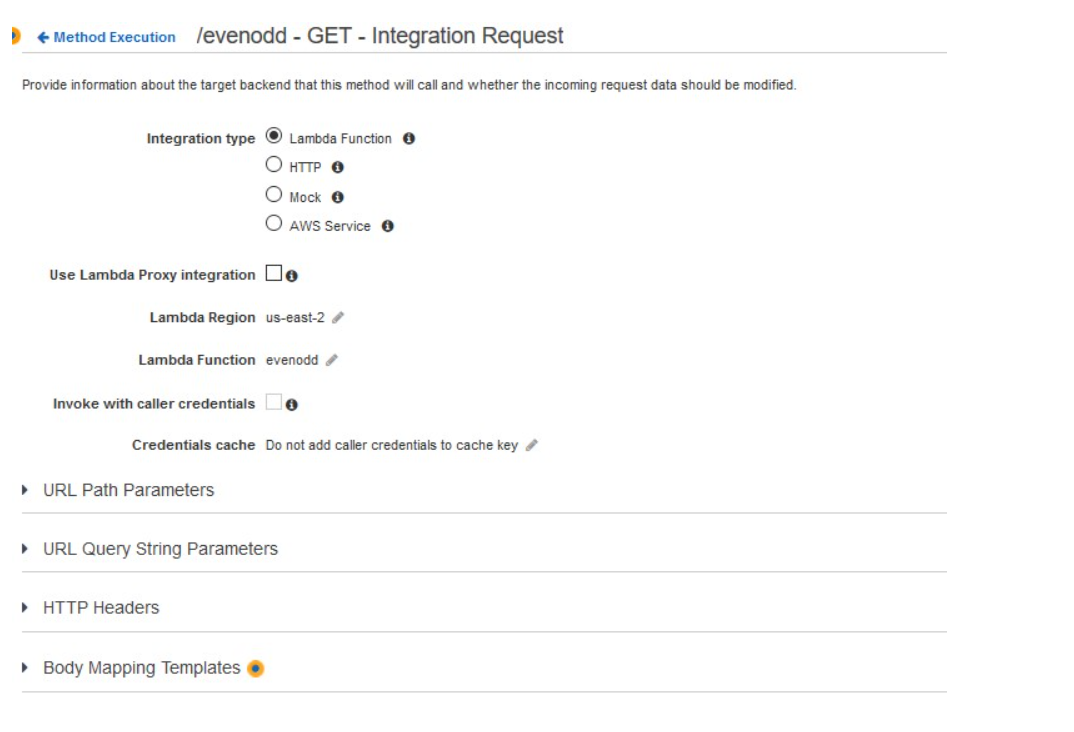 Method Execution /evenodd - GET - Integration Request
Provide information about the target backend that this method will call and whether the incoming request data should be modified.
Integration type Lambda Function
HTTP
Mock
AWS Service
Use Lambda Proxy integration
Lambda Region us-east-2
Lambda Function evenodd
Invoke with caller credentials
Credentials cache Do not add caller credentials to cache key
URL Path Parameters
URL Query String Parameters
HTTP Headers
Body Mapping Templates